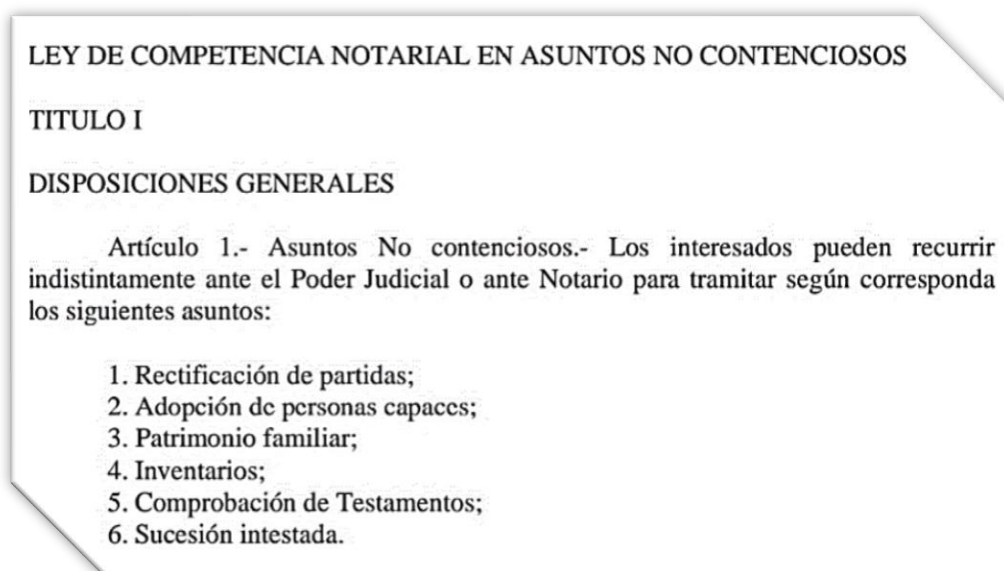 LEY DE COMPETENCIA NOTARIAL EN ASUNTOS NO CONTENCIOSOS
TITULO I
DISPOSICIONES GENERALES
Artículo 1.- Asuntos No contenciosos.- Los interesados pueden recurrir
indistintamente ante el Poder Judicial o ante Notario para tramitar según corresponda
los siguientes asuntos:
1. Rectificación de partidas;
2. Adopción de personas capaces;
3. Patrimonio familiar;
4. Inventarios;
5. Comprobación de Testamentos;
6. Sucesión intestada.